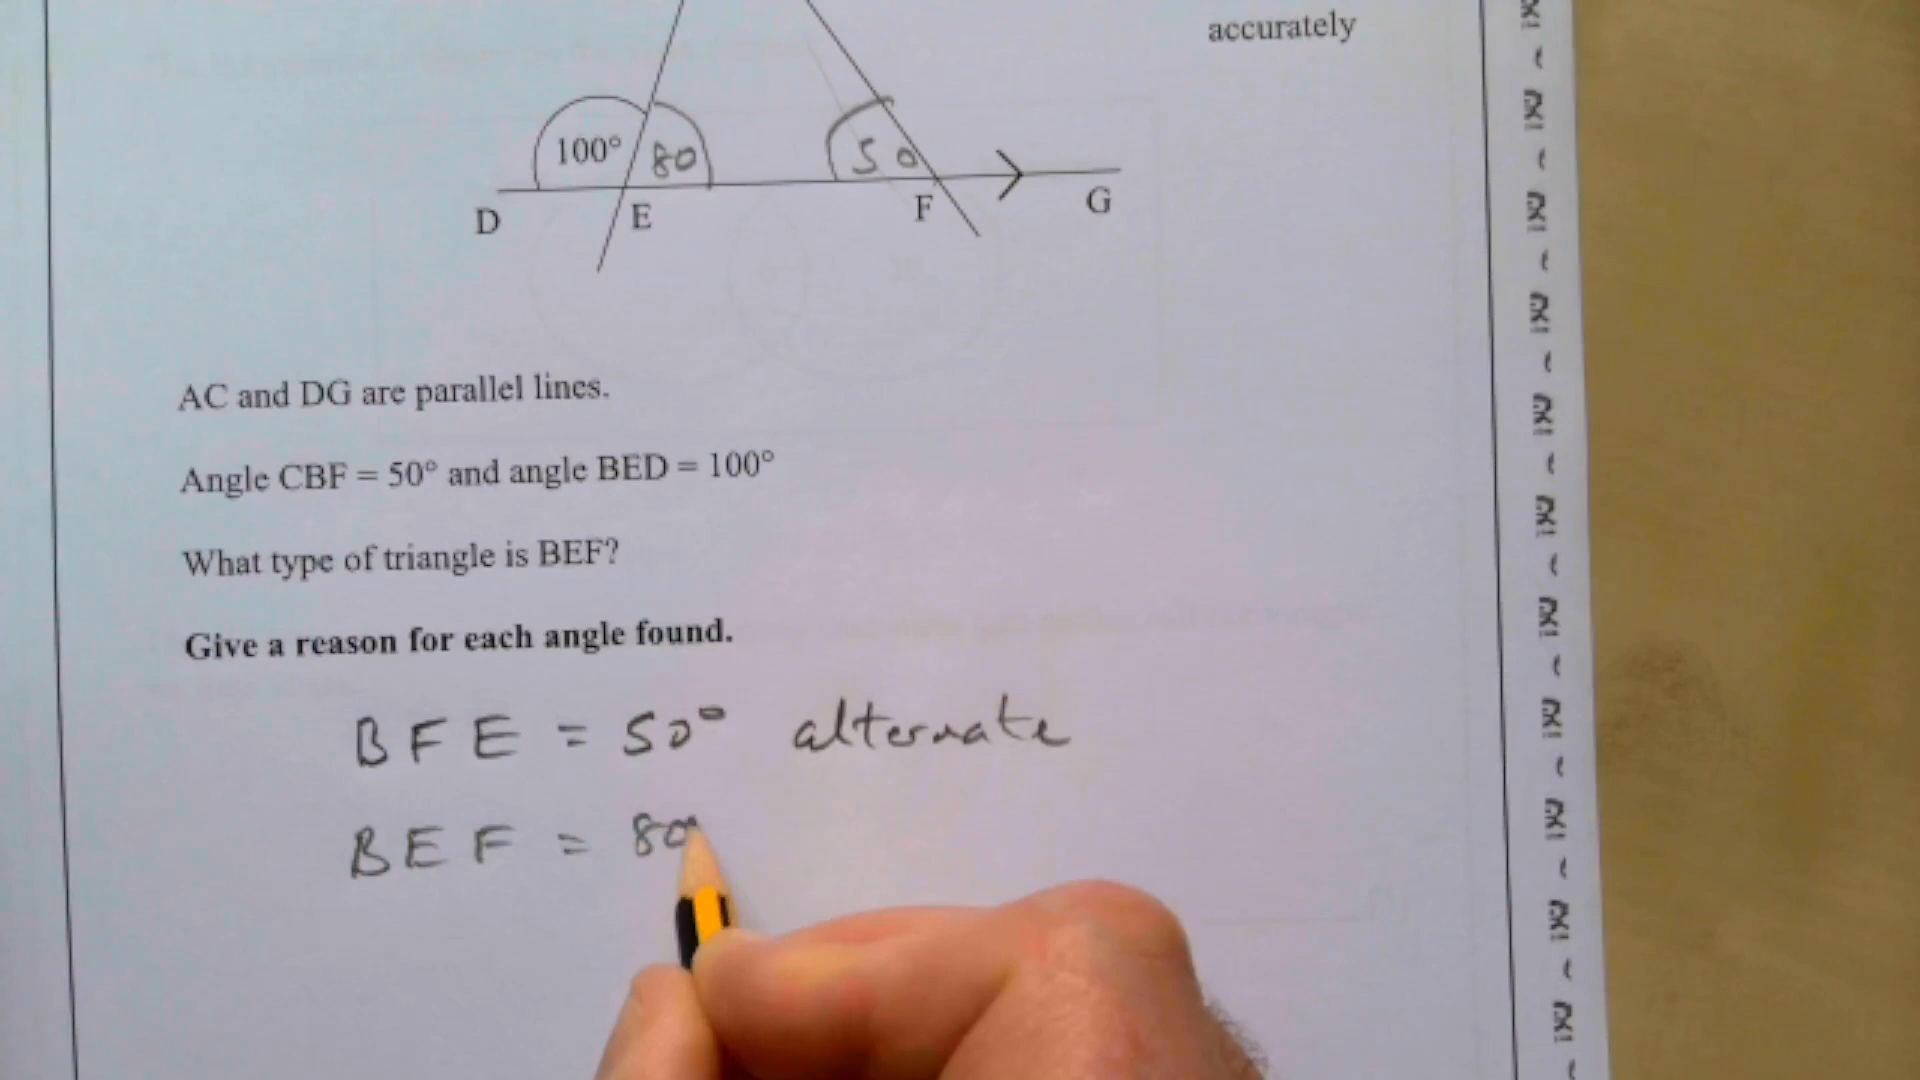 accurately
100° 80 50
D E F G
AC and DG are parallel lines.
Angle CBF = 50° and angle BED = 100°
What type of triangle is BEF?
Give a reason for each angle found.
BFE = 50° alternate
BEF = 80°